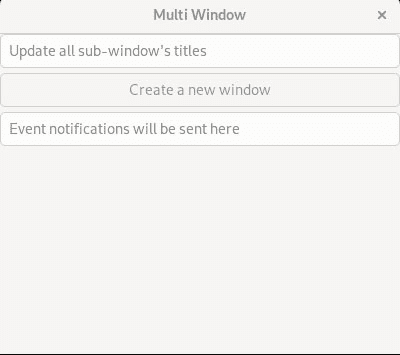 Multi Window
Update all sub-window's titles
Create a new window
Event notifications will be sent here